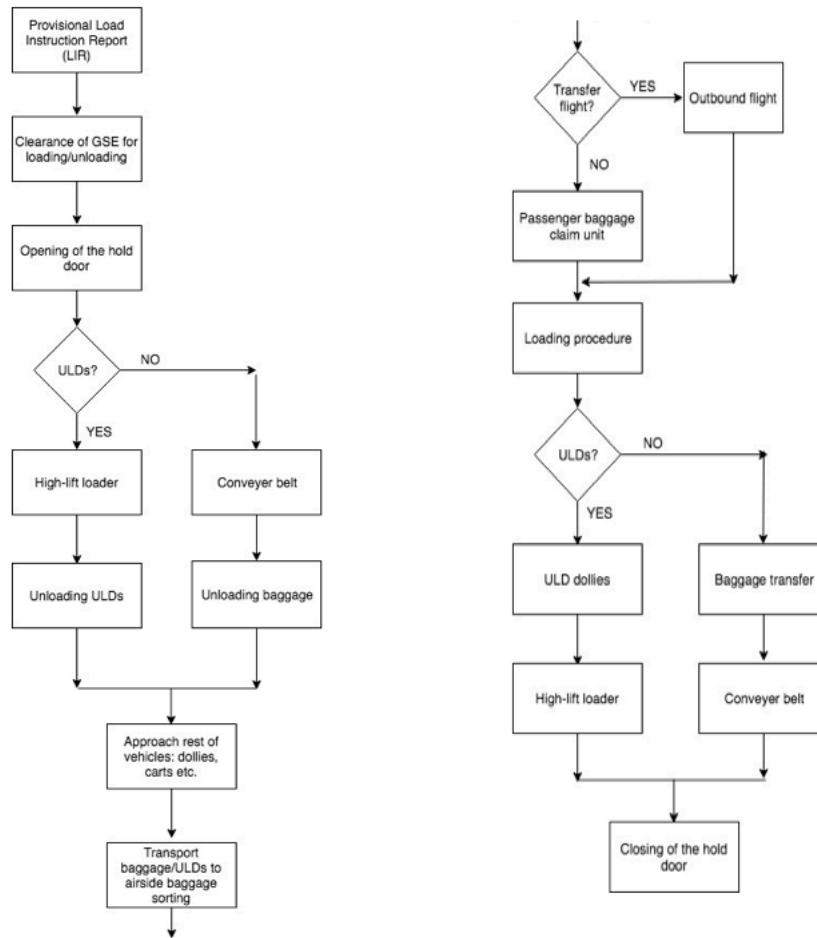 Provisional Load
Instruction Report
(LIR)
Clearance of GSE for
loading/unloading
Opening of the hold
door
ULDs?
NO
YES
High-lift loader
Conveyer belt
Unloading ULDs
Unloading baggage
Approach rest of
vehicles: dollies,
carts etc.
Transport
baggage/ULDs to
airside baggage
sorting
Transfer
flight?
YES
Outbound flight
NO
Passenger baggage
claim unit
Loading procedure
ULDs?
NO
YES
ULD dollies
Baggage transfer
High-lift loader
Conveyer belt
Closing of the hold
door